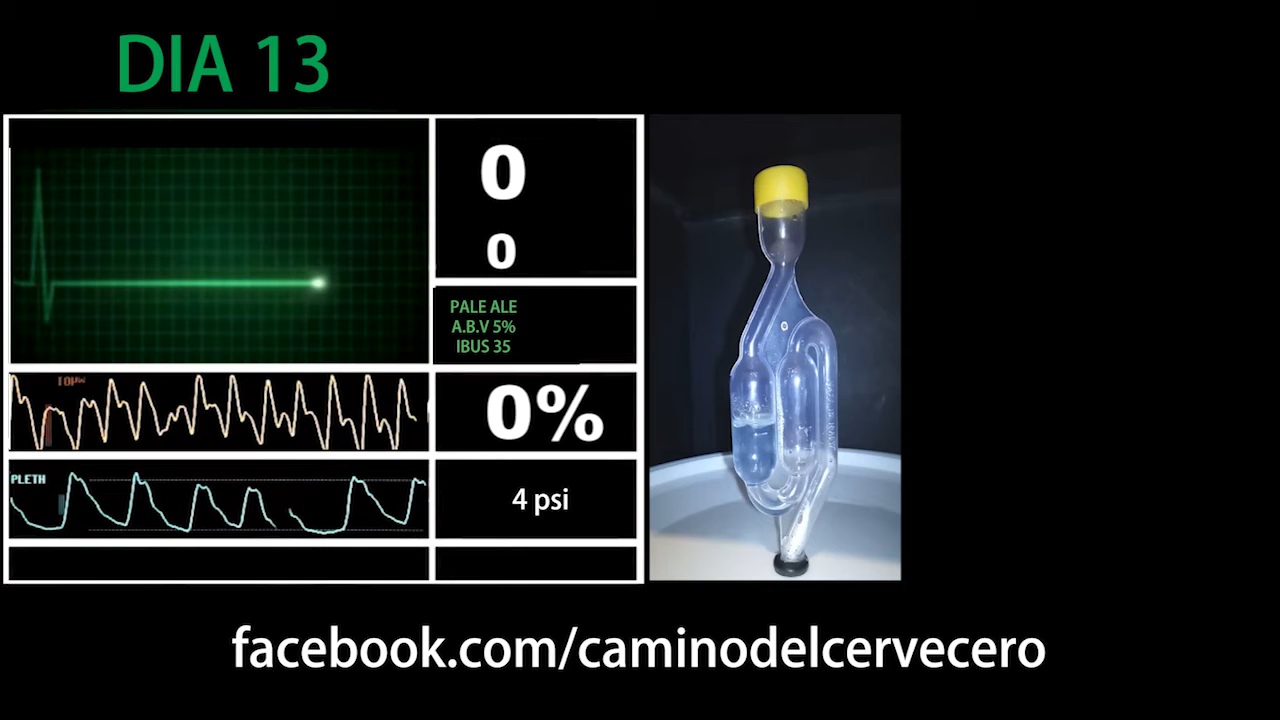 DIA 13
0
0
PALE ALE
A.B.V 5%
IBUS 35
0%
PLETH
4 psi
facebook.com/caminodelcervecero